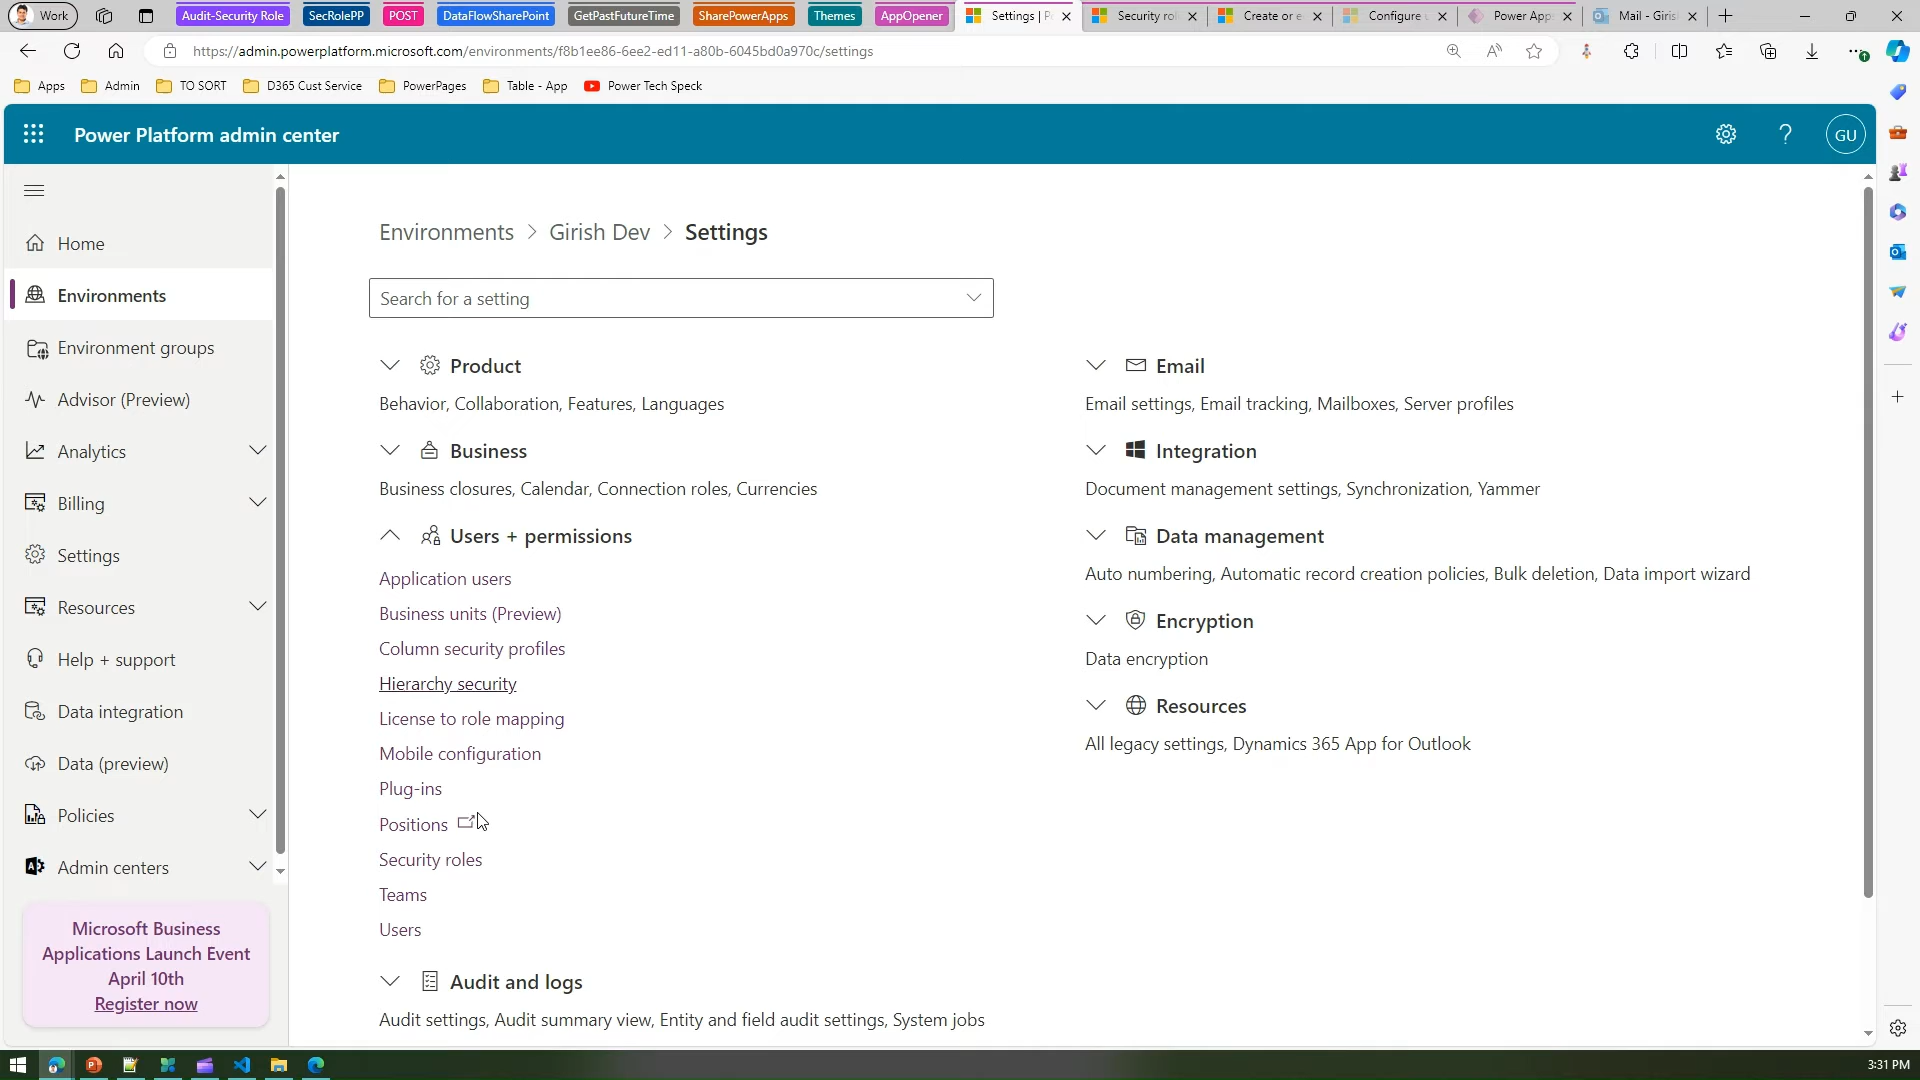 Work
Audit-Security Role
SecRolePP
POST
DataFlowSharePoint
GetPastFutureTime
SharePowerApps
Themes
AppOpener
Settings | P
Security ro
Create or e
Configure
Power App
Mail - Giris
https://admin.powerplatform.microsoft.com/environments/f8b1ee86-6ee2-ed11-a80b-6045bd0a970c/settings
Apps
Admin
TO SORT
D365 Cust Service
PowerPages
Table - App
Power Tech Speck
Power Platform admin center
?
GU
Home
Environments
Environment groups
Advisor (Preview)
Analytics
Billing
Settings
Resources
Help + support
Data integration
Data (preview)
Policies
Admin centers
Microsoft Business
Applications Launch Event
April 10th
Register now
Environments > Girish Dev > Settings
Search for a setting
Product
Behavior, Collaboration, Features, Languages
Business
Business closures, Calendar, Connection roles, Currencies
Users + permissions
Application users
Business units (Preview)
Column security profiles
Hierarchy security
License to role mapping
Mobile configuration
Plug-ins
Positions
Security roles
Teams
Users
Audit and logs
Audit settings, Audit summary view, Entity and field audit settings, System jobs
Email
Email settings, Email tracking, Mailboxes, Server profiles
Integration
Document management settings, Synchronization, Yammer
Data management
Auto numbering, Automatic record creation policies, Bulk deletion, Data import wizard
Encryption
Data encryption
Resources
All legacy settings, Dynamics 365 App for Outlook
3:31 PM